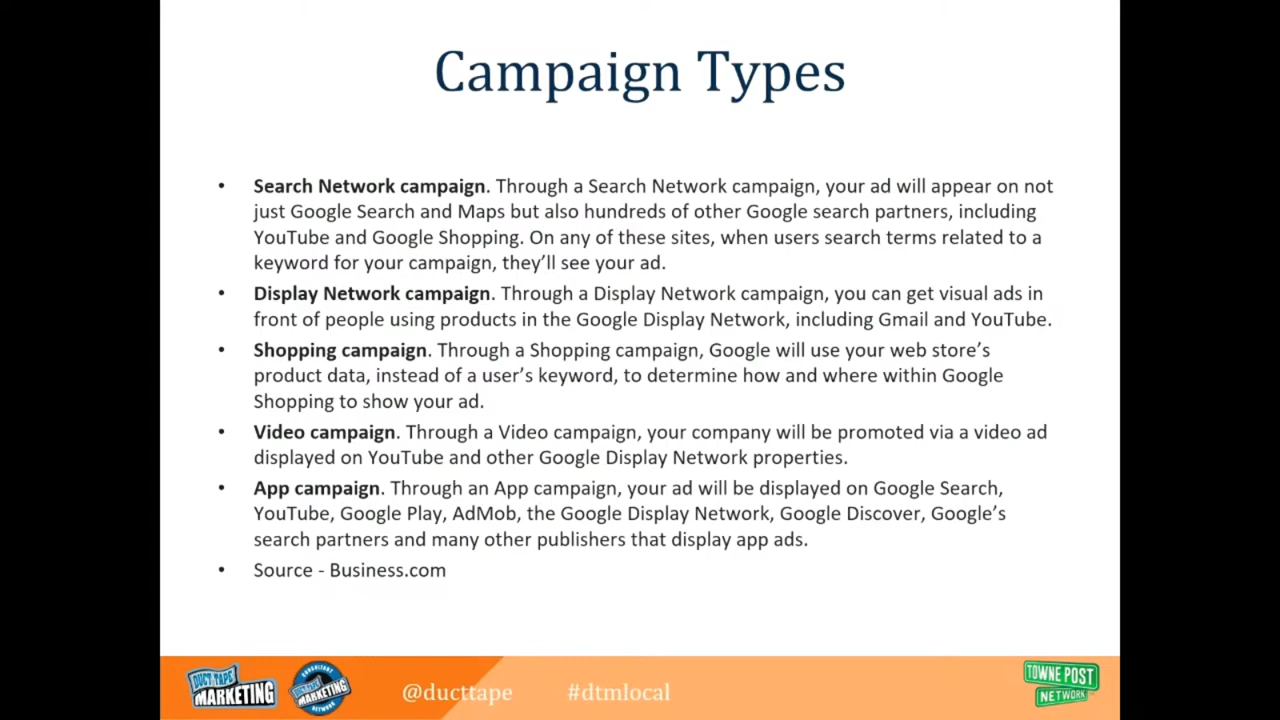 Campaign Types
• Search Network campaign. Through a Search Network campaign, your ad will appear on not
just Google Search and Maps but also hundreds of other Google search partners, including
YouTube and Google Shopping. On any of these sites, when users search terms related to a
keyword for your campaign, they’ll see your ad.
• Display Network campaign. Through a Display Network campaign, you can get visual ads in
front of people using products in the Google Display Network, including Gmail and YouTube.
• Shopping campaign. Through a Shopping campaign, Google will use your web store’s
product data, instead of a user’s keyword, to determine how and where within Google
Shopping to show your ad.
• Video campaign. Through a Video campaign, your company will be promoted via a video ad
displayed on YouTube and other Google Display Network properties.
• App campaign. Through an App campaign, your ad will be displayed on Google Search,
YouTube, Google Play, AdMob, the Google Display Network, Google Discover, Google’s
search partners and many other publishers that display app ads.
• Source - Business.com
DUCT TAPE
MARKETING
CONSULTANT
DUCT TAPE
MARKETING
NETWORK
@ducttape
#dtmlocal
TOWNE POST
NETWORK